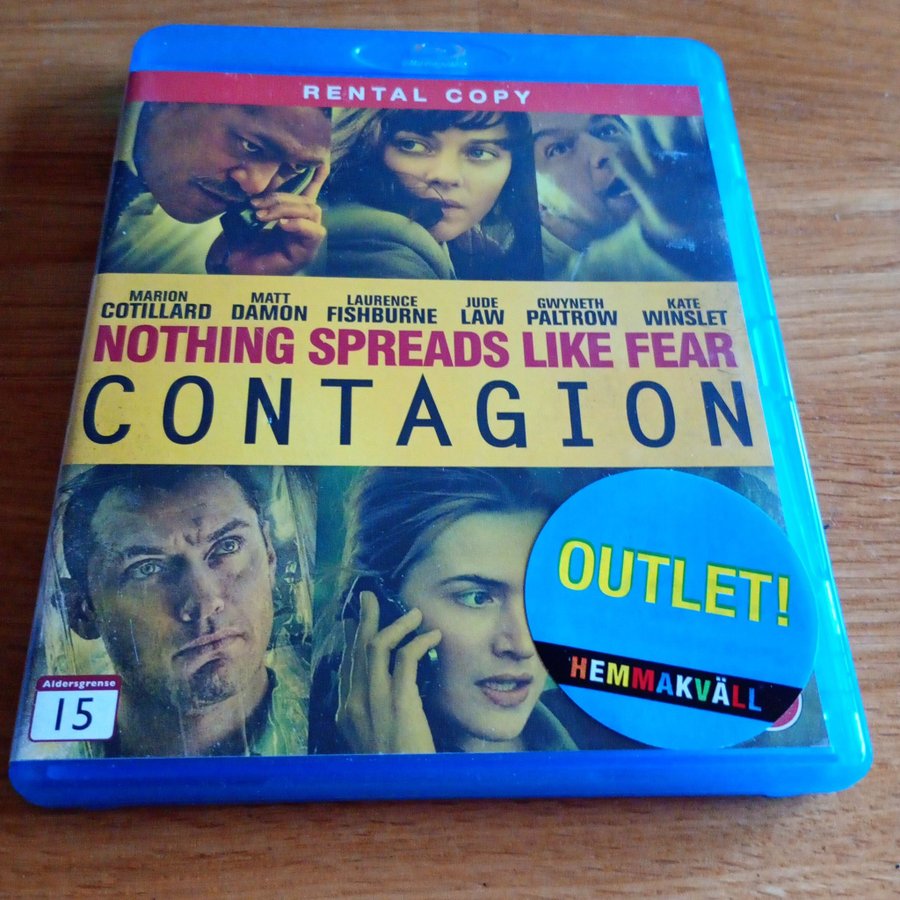 RENTAL COPY
MARION COTILLARD
MATT DAMON
LAURENCE FISHBURNE
JUDE LAW
GWYNETH PALTROW
KATE WINSLET
NOTHING SPREADS LIKE FEAR
CONTAGION
OUTLET!
HEMMAKVÄLL
Aldersgrense
15